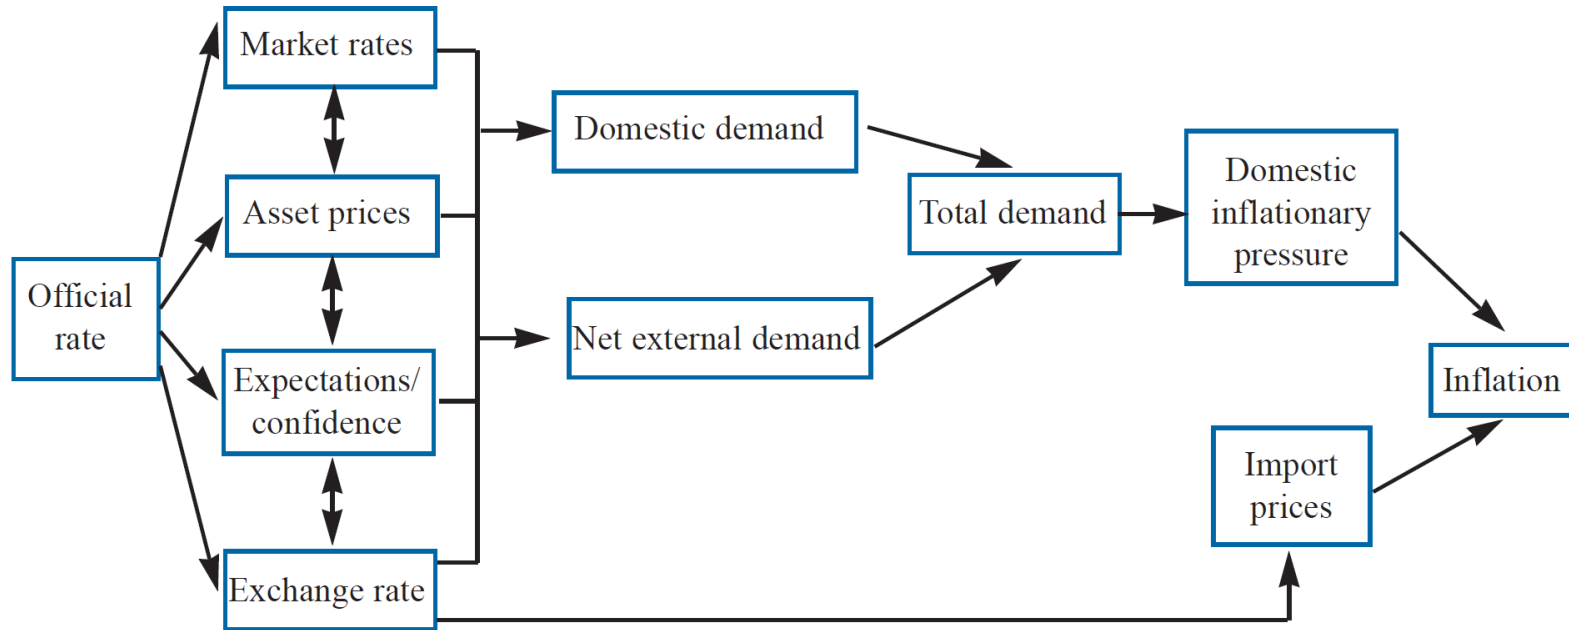 Market rates
Asset prices
Official
rate
Expectations/
confidence
Exchange rate
Domestic demand
Net external demand
Total demand
Domestic
inflationary
pressure
Import
prices
Inflation